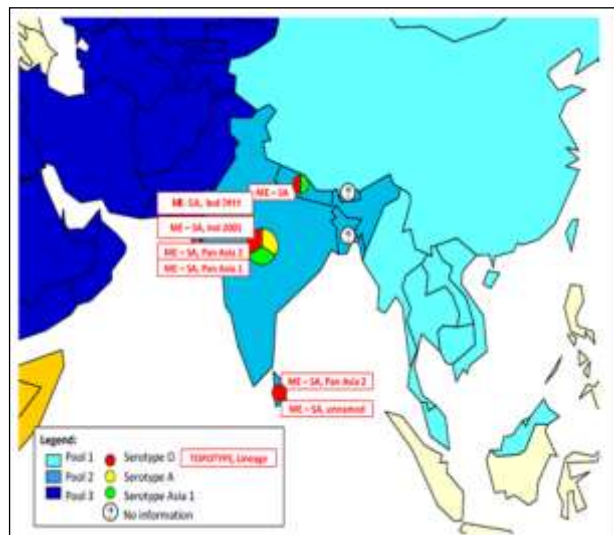 ME – SA
ME-SA, Ind 2011
ME – SA, Ind 2001
ME – SA, Pan Asia 2
ME – SA, Pan Asia 1
ME – SA, Pan Asia 2
ME – SA, unnamed
Legend:
Pool 1
Pool 2
Pool 3
Serotype O
Serotype A
Serotype Asia 1
No information
TOPOTYPE, Lineage